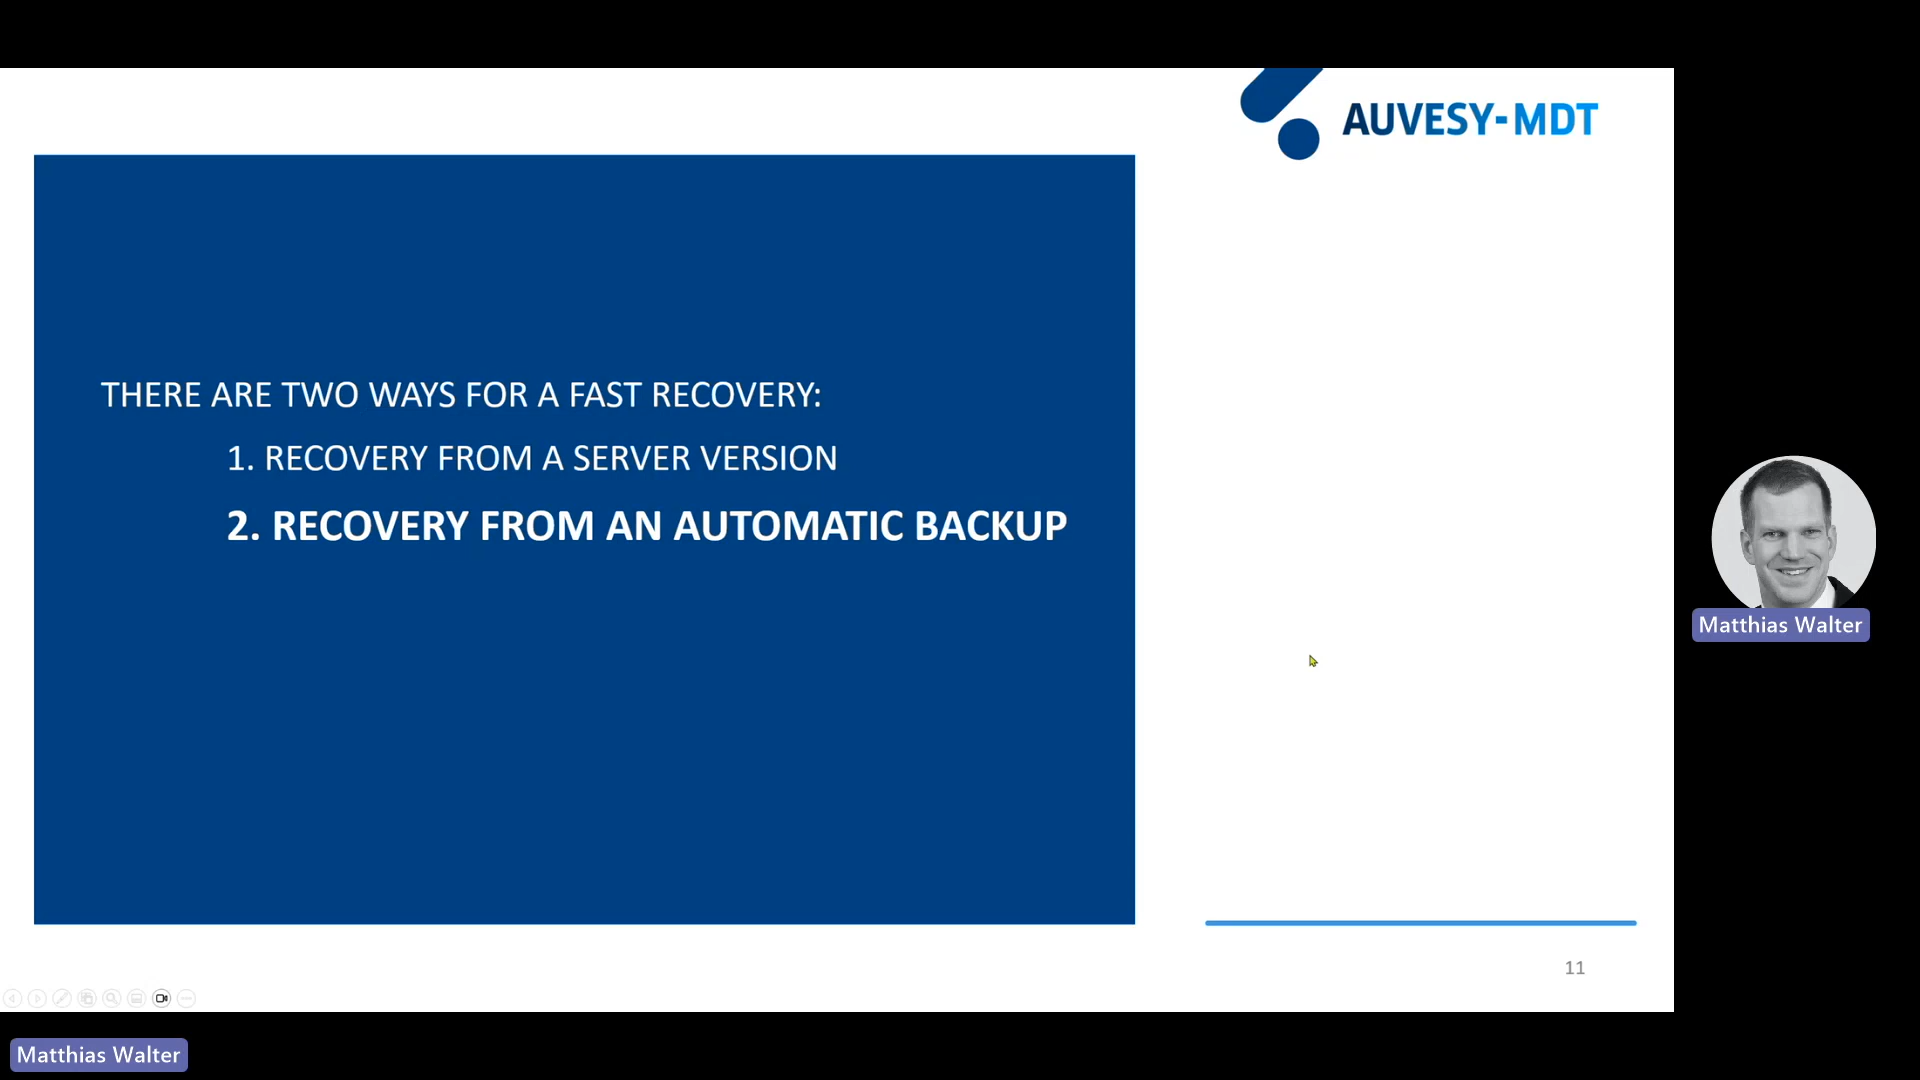 AUVESY-MDT
THERE ARE TWO WAYS FOR A FAST RECOVERY:
1. RECOVERY FROM A SERVER VERSION
2. RECOVERY FROM AN AUTOMATIC BACKUP
Matthias Walter
11
Matthias Walter